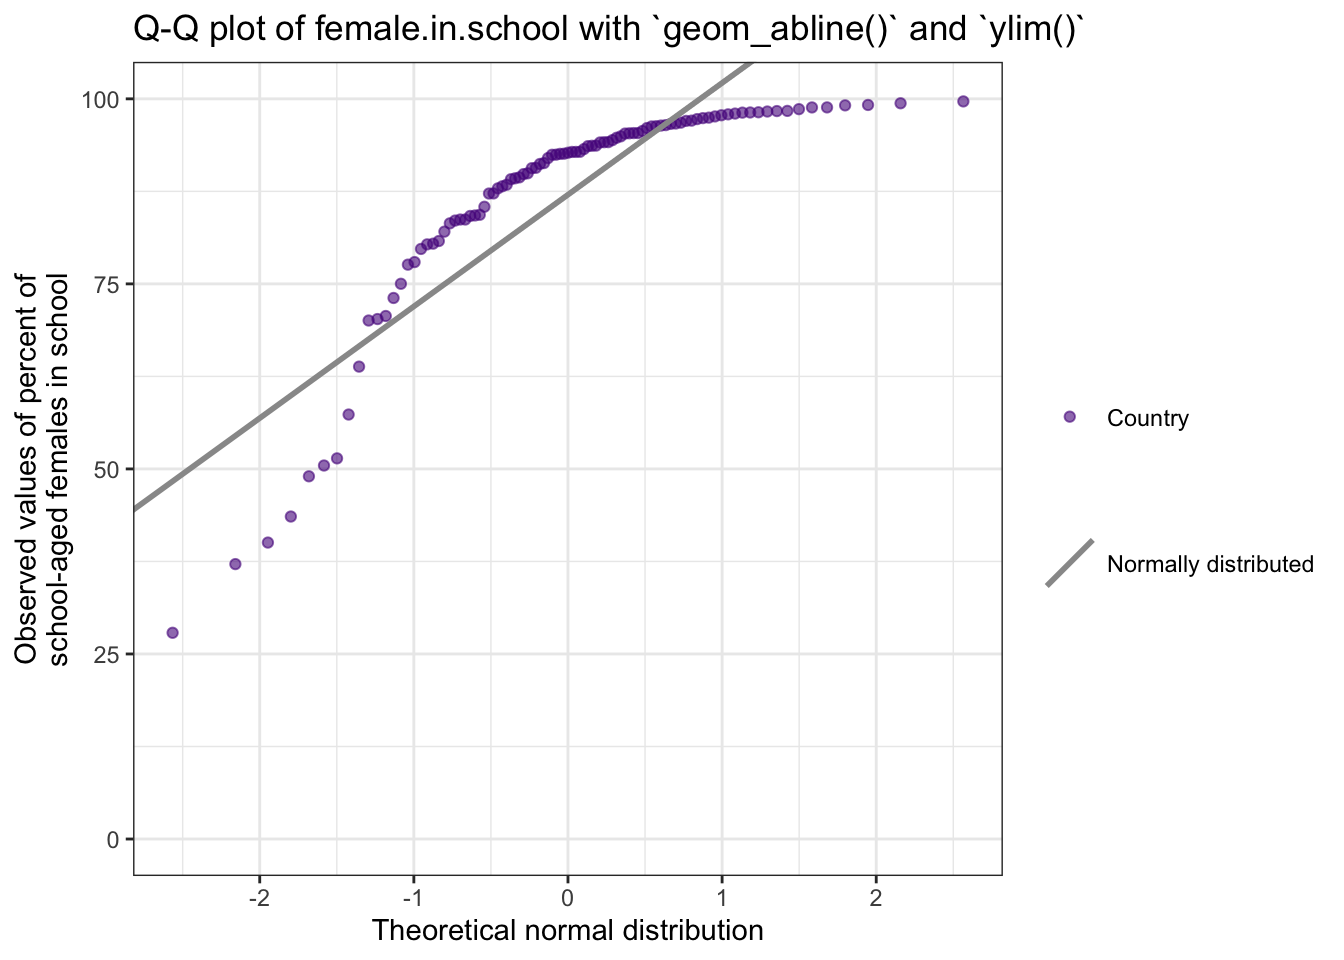 Q-Q plot of female.in.school with `geom_abline()` and `ylim()`
Observed values of percent of
school-aged females in school
100
75
50
25
0
-2
-1
0
1
2
Theoretical normal distribution
Country
Normally distributed